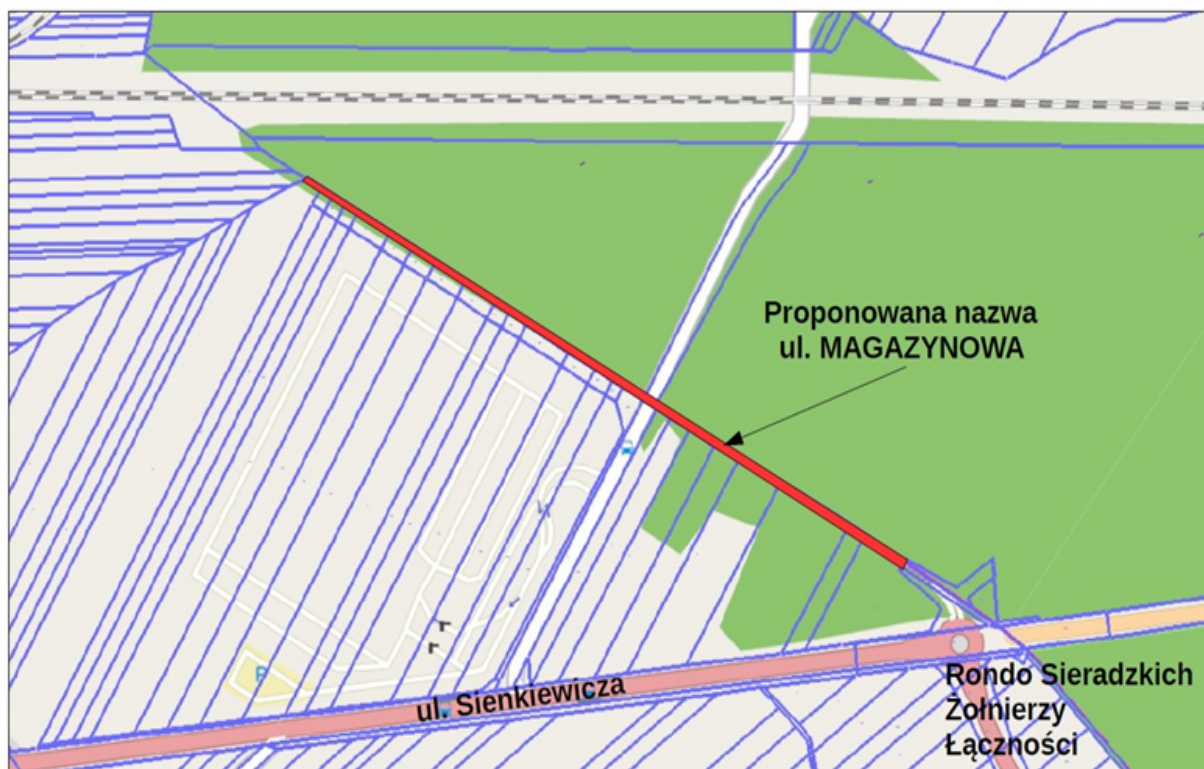 Proponowana nazwa
ul. MAGAZYNOWA
P
ul. Sienkiewicza
Rondo Sieradzkich
Żołnierzy
Łączności